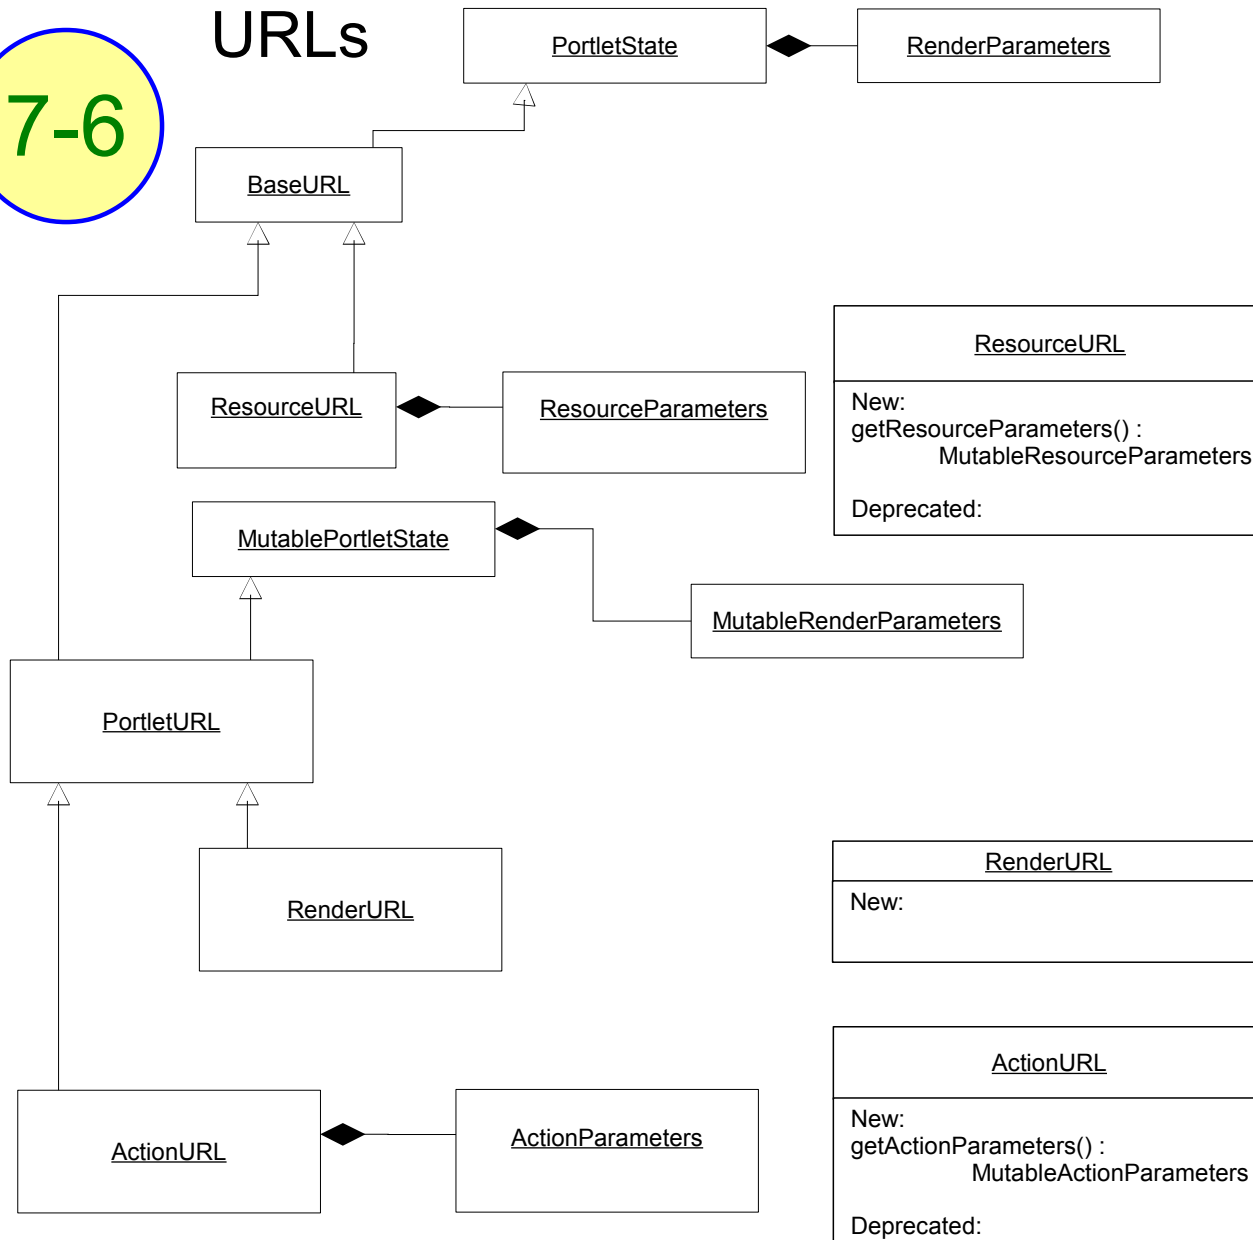 URLs
7-6
PortletState
RenderParameters
BaseURL
ResourceURL
ResourceParameters
ResourceURL
New:
getResourceParameters() :
MutableResourceParameters
Deprecated:
MutablePortletState
MutableRenderParameters
PortletURL
RenderURL
RenderURL
New:
ActionURL
ActionParameters
ActionURL
New:
getActionParameters() :
MutableActionParameters
Deprecated: